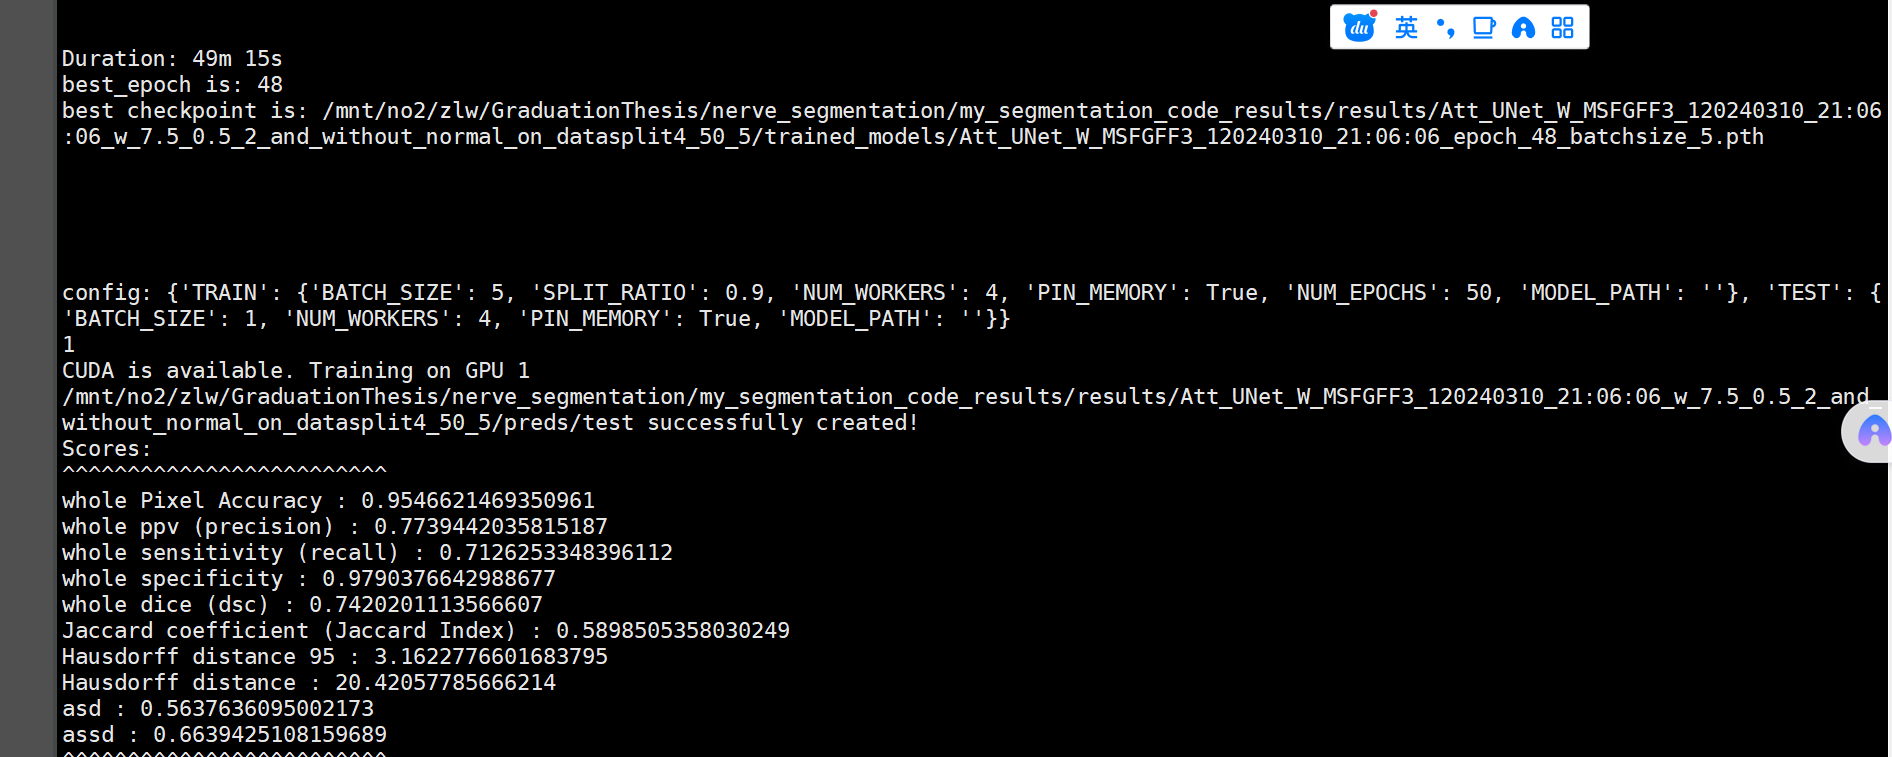 du 英
Duration: 49m 15s
best_epoch is: 48
best checkpoint is: /mnt/no2/zlw/GraduationThesis/nerve_segmentation/my_segmentation_code_results/results/Att_UNet_W_MSFGFF3_120240310_21:06
:06_w_7.5_0.5_2_and_without_normal_on_datasplit4_50_5/trained_models/Att_UNet_W_MSFGFF3_120240310_21:06:06_epoch_48_batchsize_5.pth
config: {'TRAIN': {'BATCH_SIZE': 5, 'SPLIT_RATIO': 0.9, 'NUM_WORKERS': 4, 'PIN_MEMORY': True, 'NUM_EPOCHS': 50, 'MODEL_PATH': ''}, 'TEST': {
'BATCH_SIZE': 1, 'NUM_WORKERS': 4, 'PIN_MEMORY': True, 'MODEL_PATH': ''}}
1
CUDA is available. Training on GPU 1
/mnt/no2/zlw/GraduationThesis/nerve_segmentation/my_segmentation_code_results/results/Att_UNet_W_MSFGFF3_120240310_21:06:06_w_7.5_0.5_2_and_
without_normal_on_datasplit4_50_5/preds/test successfully created!
Scores:
^^^^^^^^^^^^^^^^^^^^^^^^^
whole Pixel Accuracy : 0.9546621469350961
whole ppv (precision) : 0.7739442035815187
whole sensitivity (recall) : 0.7126253348396112
whole specificity : 0.9790376642988677
whole dice (dsc) : 0.7420201113566607
Jaccard coefficient (Jaccard Index) : 0.5898505358030249
Hausdorff distance 95 : 3.1622776601683795
Hausdorff distance : 20.42057785666214
asd : 0.5637636095002173
assd : 0.6639425108159689
^^^^^^^^^^^^^^^^^^^^^^^^^